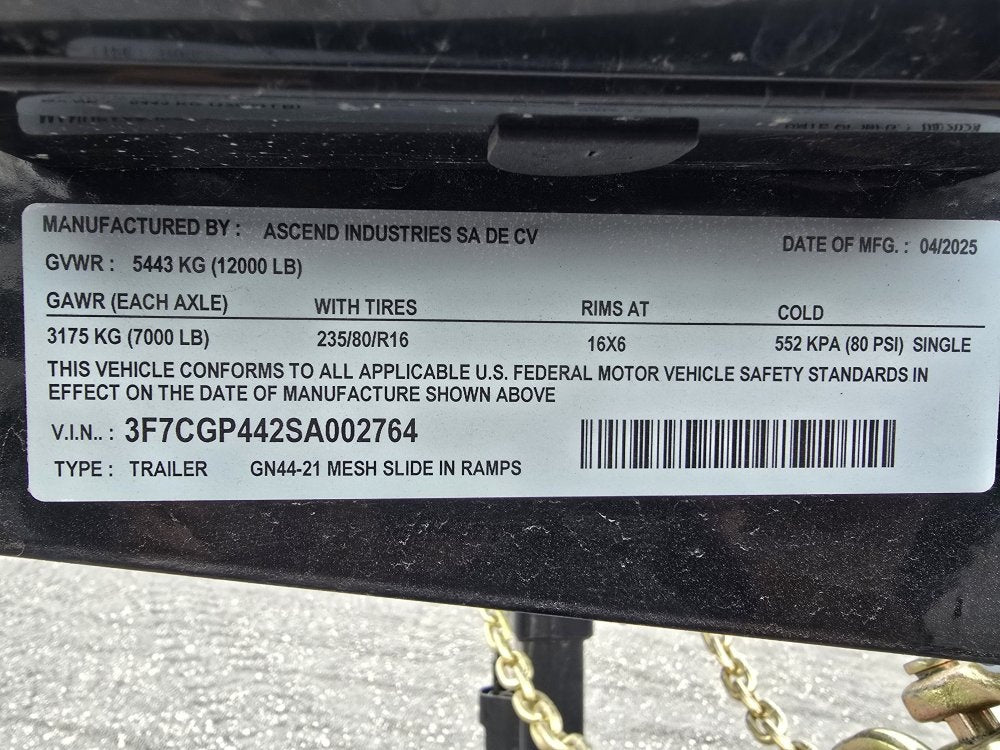 MANUFACTURED BY : ASCEND INDUSTRIES SA DE CV DATE OF MFG. : 04/2025
GVWR : 5443 KG (12000 LB)
GAWR (EACH AXLE) WITH TIRES RIMS AT COLD
3175 KG (7000 LB) 235/80/R16 16X6 552 KPA (80 PSI) SINGLE
THIS VEHICLE CONFORMS TO ALL APPLICABLE U.S. FEDERAL MOTOR VEHICLE SAFETY STANDARDS IN
EFFECT ON THE DATE OF MANUFACTURE SHOWN ABOVE
V.I.N.. : 3F7CGP442SA002764
TYPE : TRAILER GN44-21 MESH SLIDE IN RAMPS